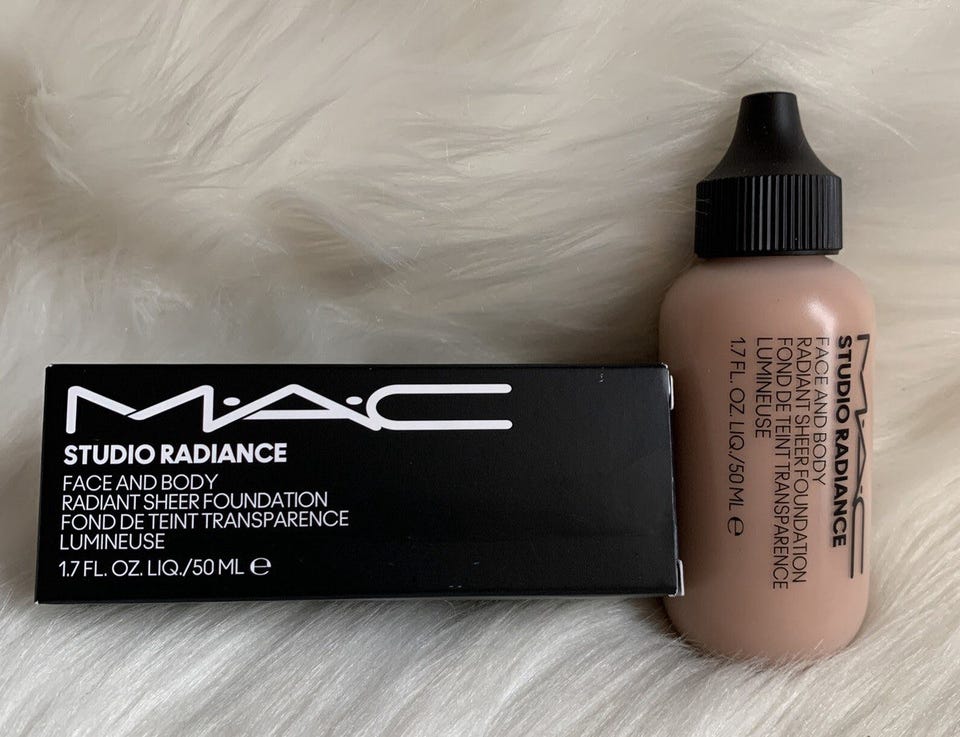 M·A·C
STUDIO RADIANCE
FACE AND BODY
RADIANT SHEER FOUNDATION
FOND DE TEINT TRANSPARENCE
LUMINEUSE
1.7 FL. OZ. LIQ./50 ML ℮
M·A·C
STUDIO RADIANCE
FACE AND BODY
RADIANT SHEER FOUNDATION
FOND DE TEINT TRANSPARENCE
LUMINEUSE
1.7 FL. OZ. LIQ./50 ML ℮